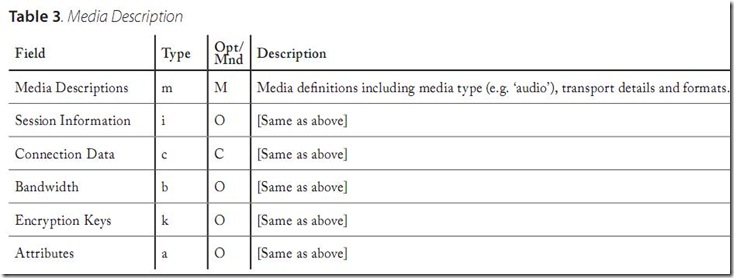 Table 3. Media Description
Field Type Opt/Mnd Description
Media Descriptions m M Media definitions including media type (e.g. ‘audio’), transport details and formats.
Session Information i O [Same as above]
Connection Data c C [Same as above]
Bandwidth b O [Same as above]
Encryption Keys k O [Same as above]
Attributes a O [Same as above]